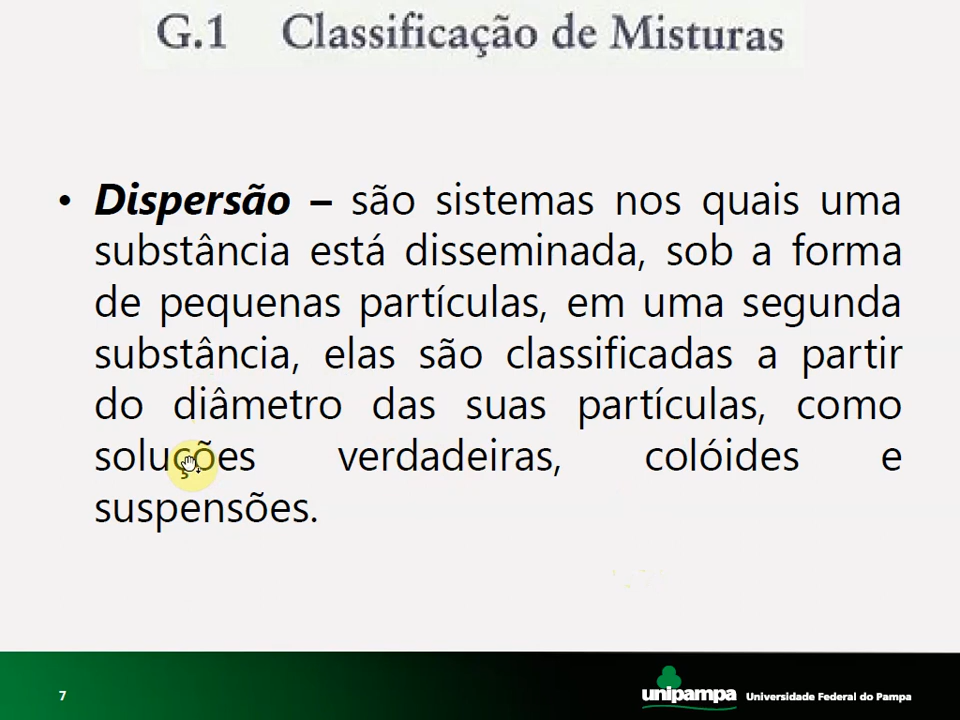 G.1 Classificação de Misturas
• Dispersão – são sistemas nos quais uma
substância está disseminada, sob a forma
de pequenas partículas, em uma segunda
substância, elas são classificadas a partir
do diâmetro das suas partículas, como
soluções verdadeiras, colóides e
suspensões.
7
unipampa Universidade Federal do Pampa